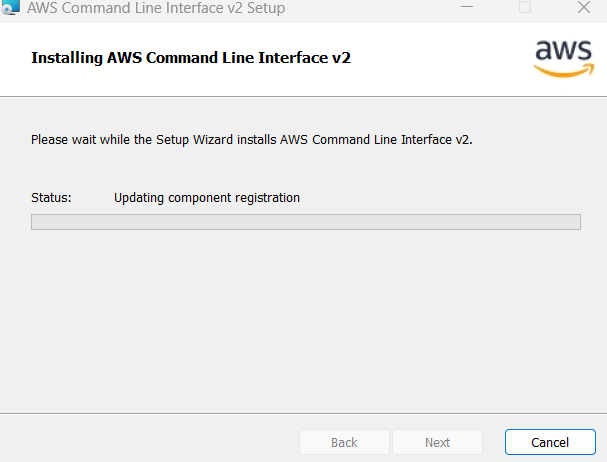 AWS Command Line Interface v2 Setup
Installing AWS Command Line Interface v2
aws
Please wait while the Setup Wizard installs AWS Command Line Interface v2.
Status: Updating component registration
Back Next Cancel